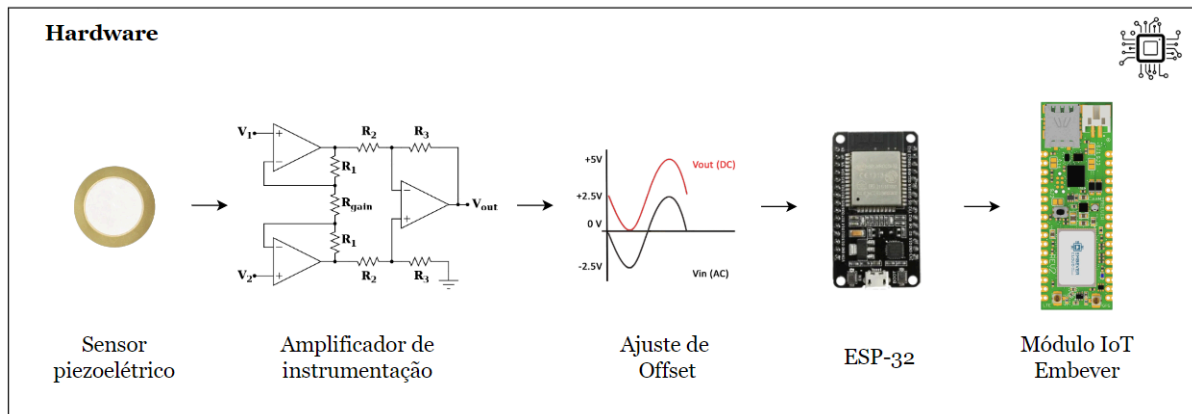 Hardware
V1
R1
Rgain
R1
V2
R2
R3
R2
R3
Vout
+5V
+2.5V
0 V
-2.5V
Vout (DC)
Vin (AC)
Sensor
piezoelétrico
Amplificador de
instrumentação
Ajuste de
Offset
ESP-32
Módulo IoT
Embever